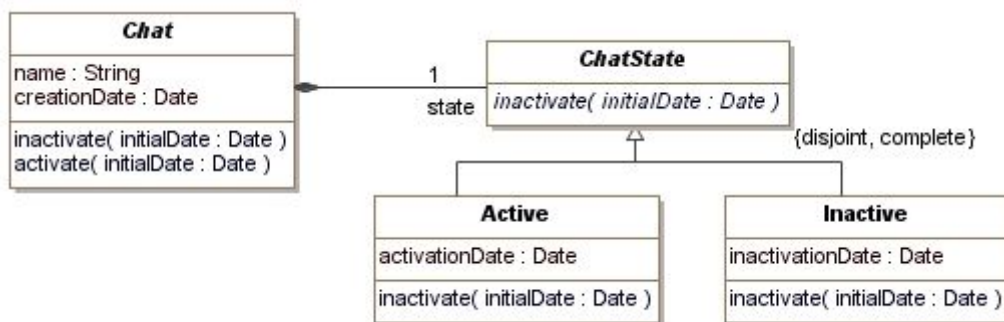 Chat
name : String
creationDate : Date
inactivate( initialDate : Date )
activate( initialDate : Date )
1
state
ChatState
inactivate( initialDate : Date )
{disjoint, complete}
Active
activationDate : Date
inactivate( initialDate : Date )
Inactive
inactivationDate : Date
inactivate( initialDate : Date )